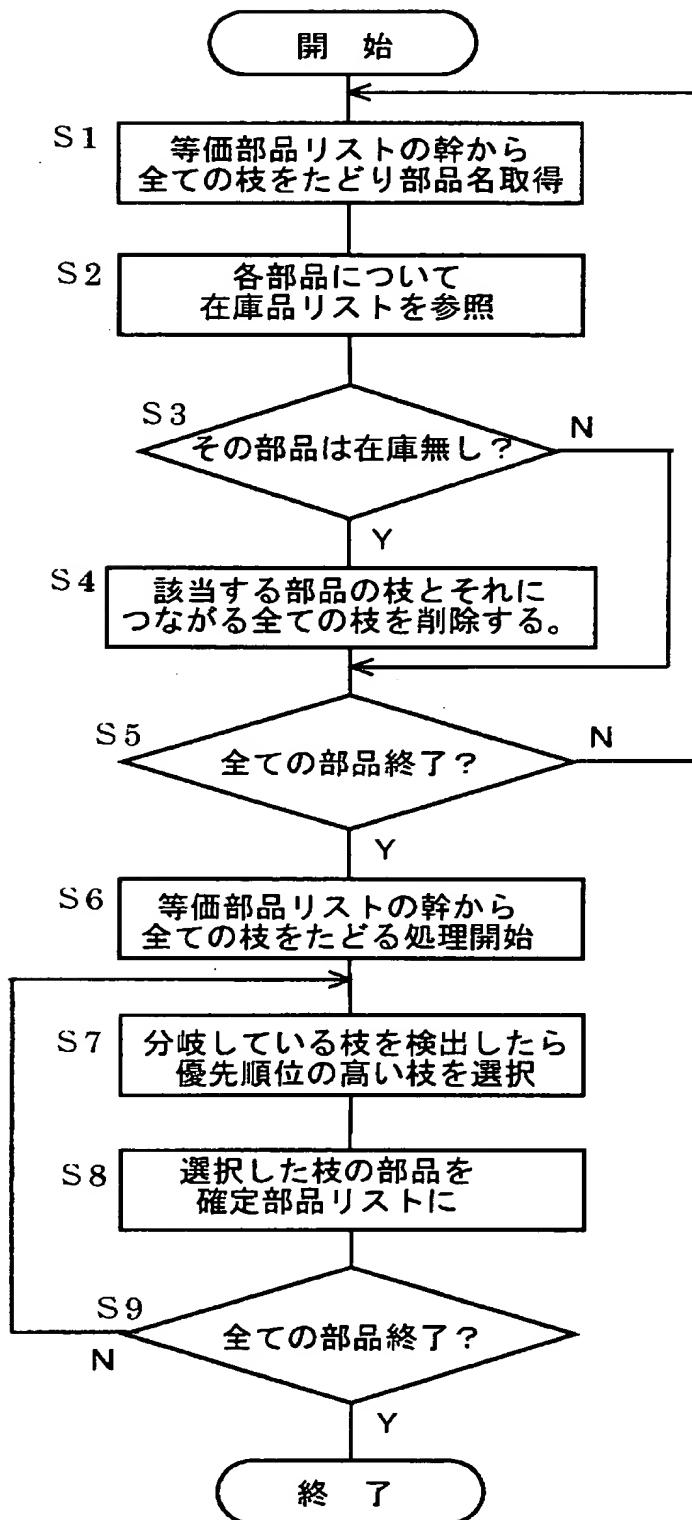 開 始
S1
等価部品リストの幹から
全ての枝をたどり部品名取得
S2
各部品について
在庫品リストを参照
S3
その部品は在庫無し?
N
Y
S4
該当する部品の枝とそれに
つながる全ての枝を削除する。
S5
全ての部品終了?
N
Y
S6
等価部品リストの幹から
全ての枝をたどる処理開始
S7
分岐している枝を検出したら
優先順位の高い枝を選択
S8
選択した枝の部品を
確定部品リストに
S9
全ての部品終了?
N
Y
終 了